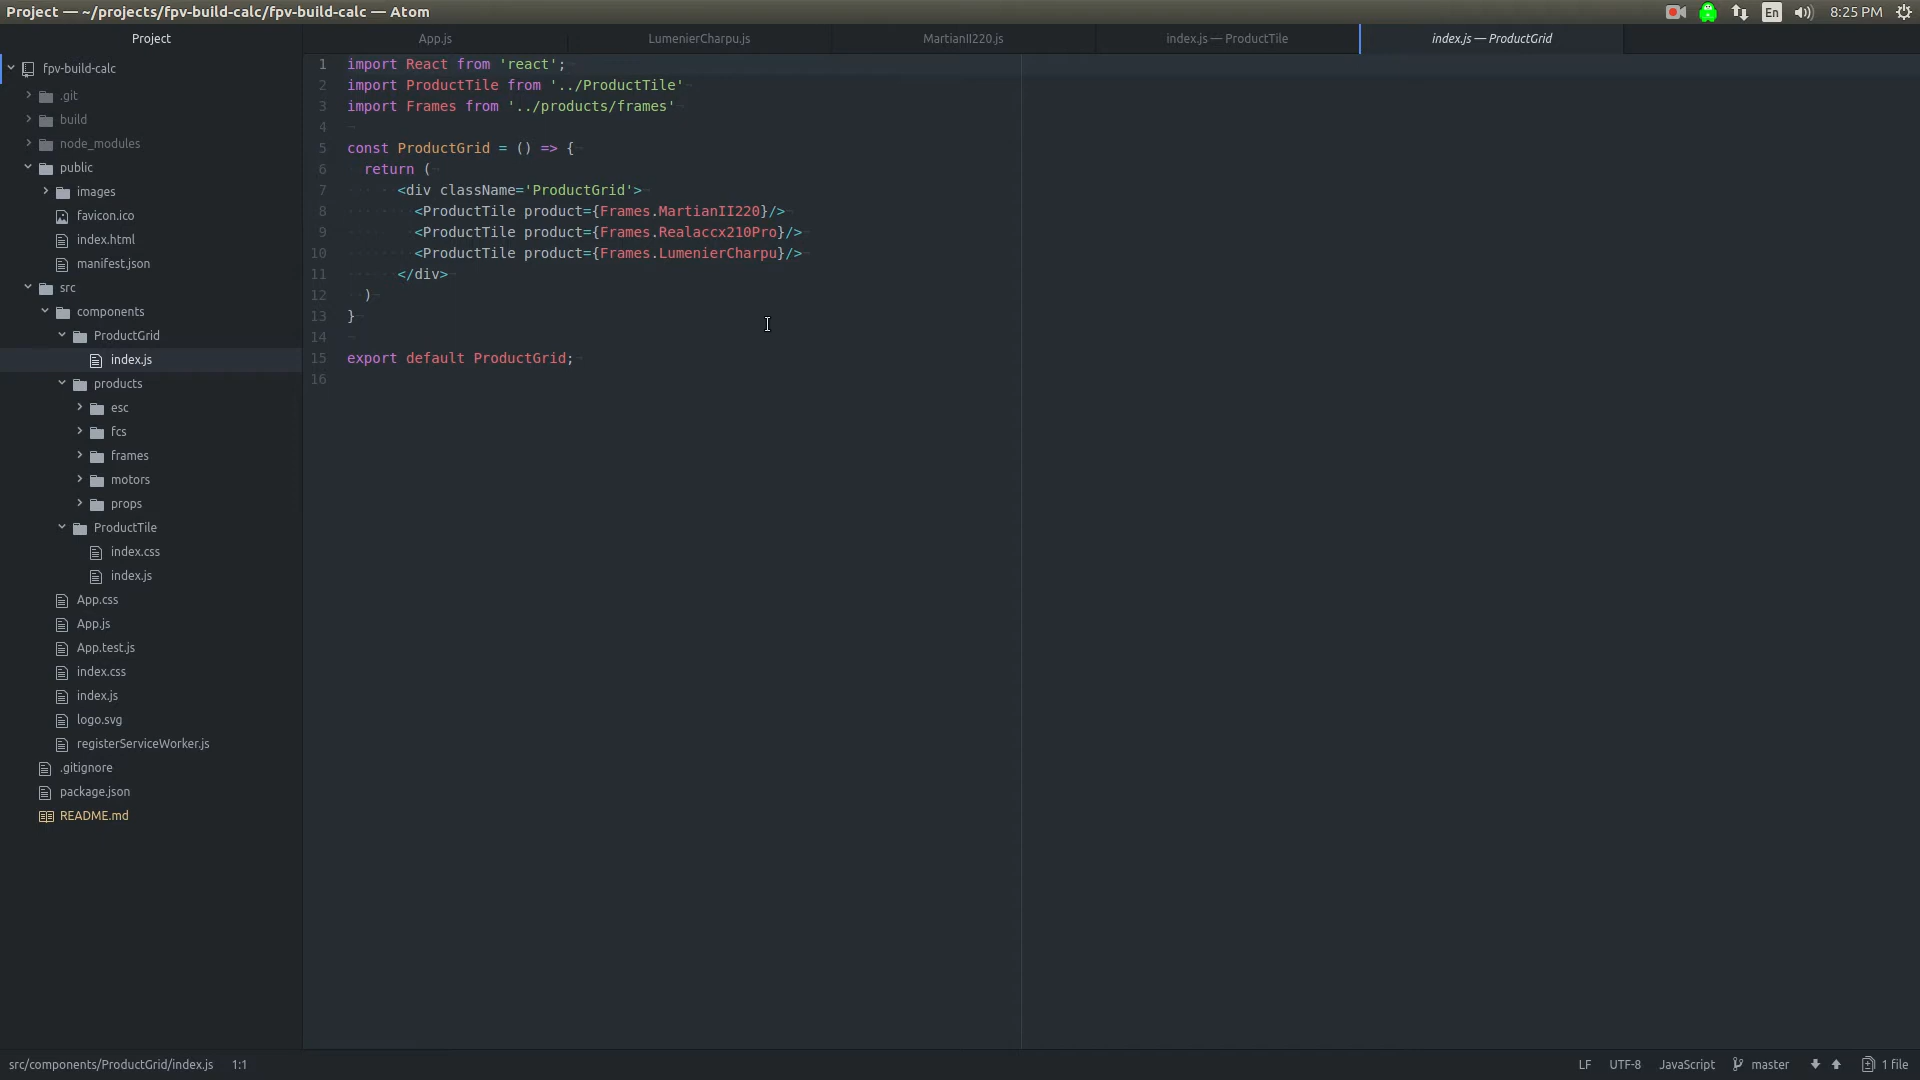 Project — ~/projects/fpv-build-calc/fpv-build-calc — Atom
En
8:25 PM
Project
App.js
LumenierCharpu.js
MartianII220.js
index.js — ProductTile
index.js — ProductGrid
fpv-build-calc
.git
build
node_modules
public
images
favicon.ico
index.html
manifest.json
src
components
ProductGrid
index.js
products
esc
fcs
frames
motors
props
ProductTile
index.css
index.js
App.css
App.js
App.test.js
index.css
index.js
logo.svg
registerServiceWorker.js
.gitignore
package.json
README.md
1 import React from 'react';
2 import ProductTile from '../ProductTile'
3 import Frames from '../products/frames'
4
5 const ProductGrid = () => {
6   return (
7       <div className='ProductGrid'>
8         <ProductTile product={Frames.MartianII220}/>
9         <ProductTile product={Frames.Realaccx210Pro}/>
10         <ProductTile product={Frames.LumenierCharpu}/>
11       </div>
12   )
13 }
14
15 export default ProductGrid;
16
src/components/ProductGrid/index.js 1:1
LF UTF-8 JavaScript master 1 file